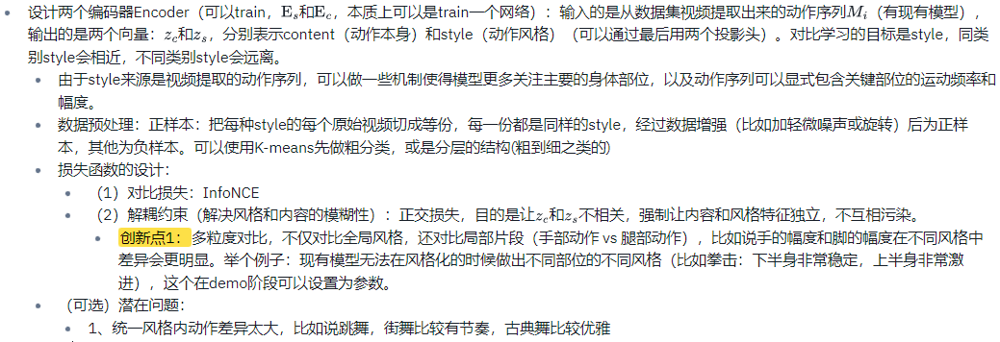 设计两个编码器Encoder（可以train，E_s和E_c，本质上可以是train一个网络）：输入的是从数据集视频提取出来的动作序列M_i（有现有模型），
输出的是两个向量：z_c和z_s，分别表示content（动作本身）和style（动作风格）（可以通过最后用两个投影头）。对比学习的目标是style，同类
别style会相近，不同类别style会远离。
由于style来源是视频提取的动作序列，可以做一些机制使得模型更多关注主要的身体部位，以及动作序列可以显式包含关键部位的运动频率和
幅度。
数据预处理：正样本：把每种style的每个原始视频切成等份，每一份都是同样的style，经过数据增强（比如加轻微噪声或旋转）后为正样
本，其他为负样本。可以使用K-means先做粗分类，或是分层的结构(粗到细之类的)
损失函数的设计：
（1）对比损失：InfoNCE
（2）解耦约束（解决风格和内容的模糊性）：正交损失，目的是让z_c和z_s不相关，强制让内容和风格特征独立，不互相污染。
创新点1：多粒度对比，不仅对比全局风格，还对比局部片段（手部动作 vs 腿部动作），比如说手的幅度和脚的幅度在不同风格中
差异会更明显。举个例子：现有模型无法在风格化的时候做出不同部位的不同风格（比如拳击：下半身非常稳定，上半身非常激
进），这个在demo阶段可以设置为参数。
（可选）潜在问题：
1、统一风格内动作差异太大，比如说跳舞，街舞比较有节奏，古典舞比较优雅